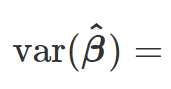 var(β̂) =